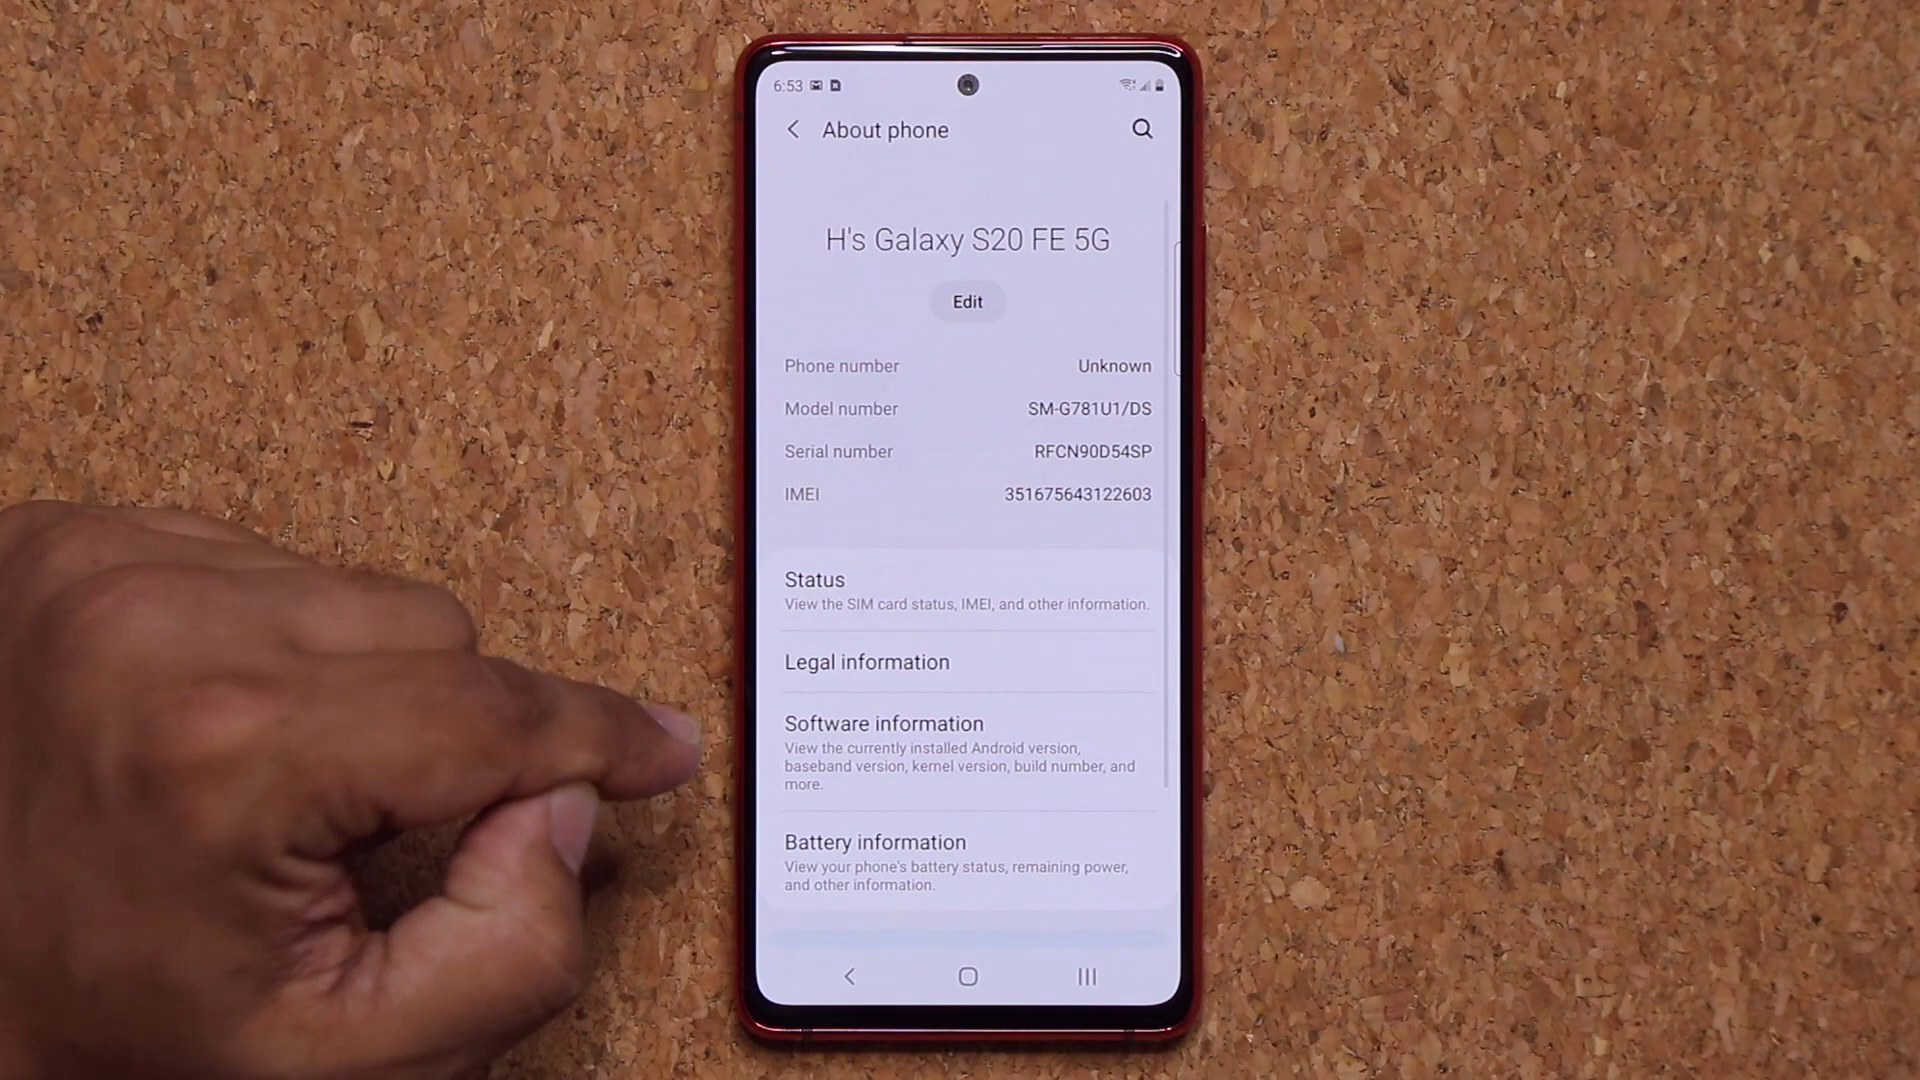 6:53
About phone
H's Galaxy S20 FE 5G
Edit
Phone number Unknown
Model number SM-G781U1/DS
Serial number RFCN90D54SP
IMEI 351675643122603
Status
View the SIM card status, IMEI, and other information.
Legal information
Software information
View the currently installed Android version,
baseband version, kernel version, build number, and
more.
Battery information
View your phone's battery status, remaining power,
and other information.